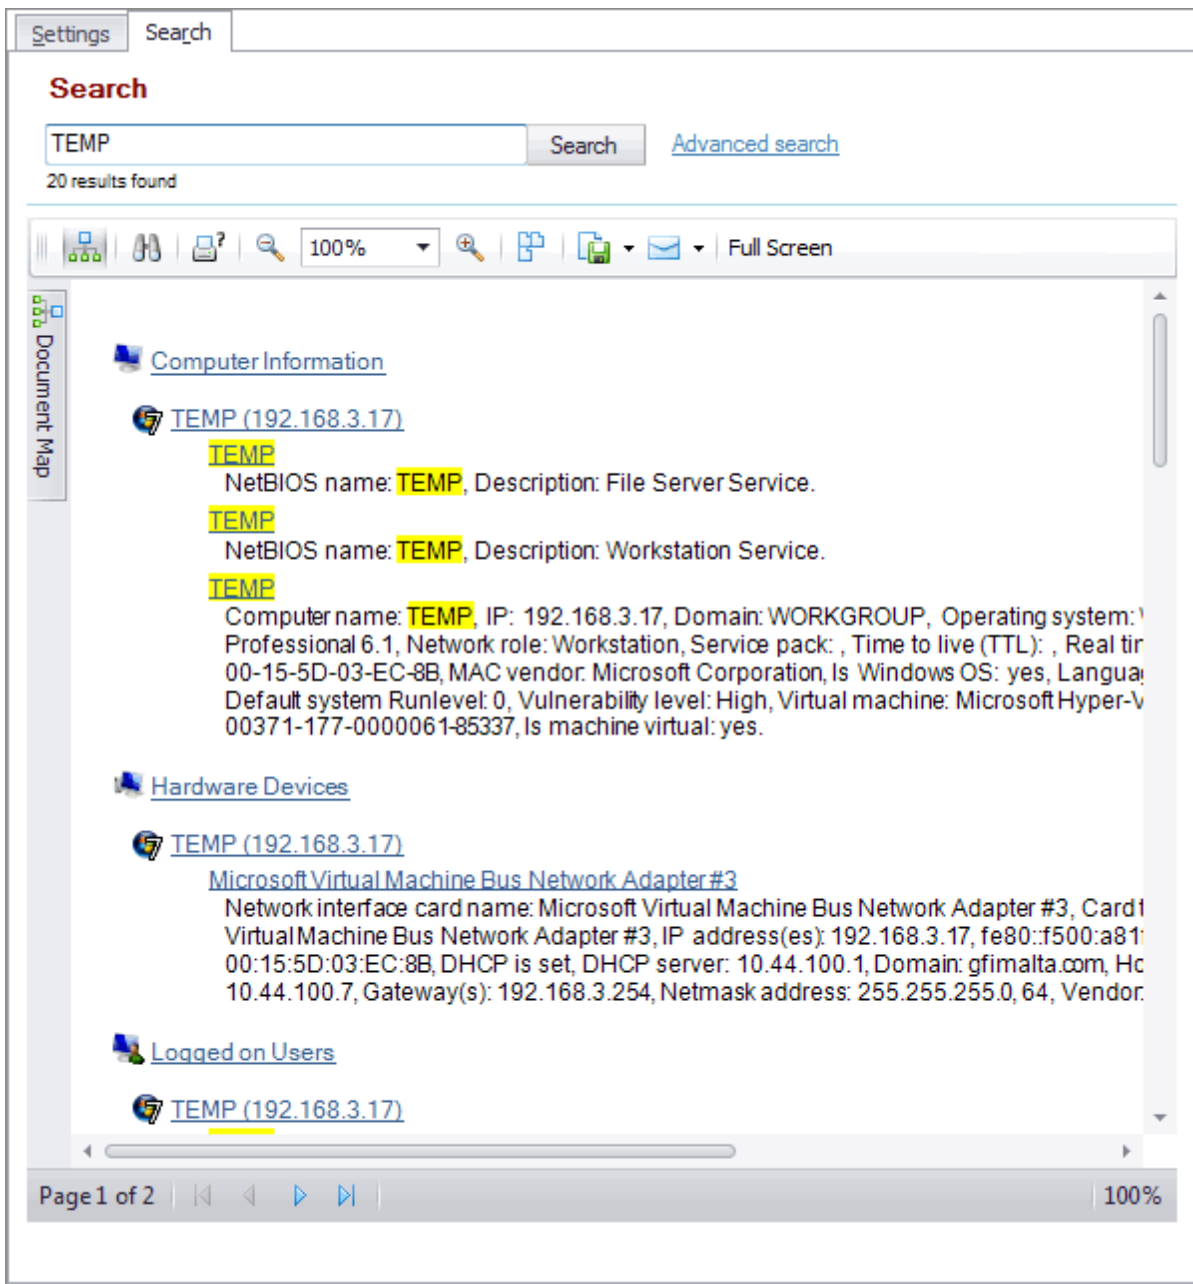 Settings Search
Search
TEMP Search Advanced search
20 results found
100% Full Screen
Document Map
Computer Information
TEMP (192.168.3.17)
TEMP
NetBIOS name: TEMP, Description: File Server Service.
TEMP
NetBIOS name: TEMP, Description: Workstation Service.
TEMP
Computer name: TEMP, IP: 192.168.3.17, Domain: WORKGROUP, Operating system:
Professional 6.1, Network role: Workstation, Service pack: , Time to live (TTL): , Real tin
00-15-5D-03-EC-8B, MAC vendor: Microsoft Corporation, Is Windows OS: yes, Langua
Default system Runlevel: 0, Vulnerability level: High, Virtual machine: Microsoft Hyper-V
00371-177-0000061-85337, Is machine virtual: yes.
Hardware Devices
TEMP (192.168.3.17)
Microsoft Virtual Machine Bus Network Adapter #3
Network interface card name: Microsoft Virtual Machine Bus Network Adapter #3, Card t
Virtual Machine Bus Network Adapter #3, IP address(es): 192.168.3.17, fe80::f500:a81
00:15:5D:03:EC:8B, DHCP is set, DHCP server: 10.44.100.1, Domain: gfimalta.com, Ho
10.44.100.7, Gateway(s): 192.168.3.254, Netmask address: 255.255.255.0, 64, Vendor:
Logged on Users
TEMP (192.168.3.17)
Page 1 of 2 100%